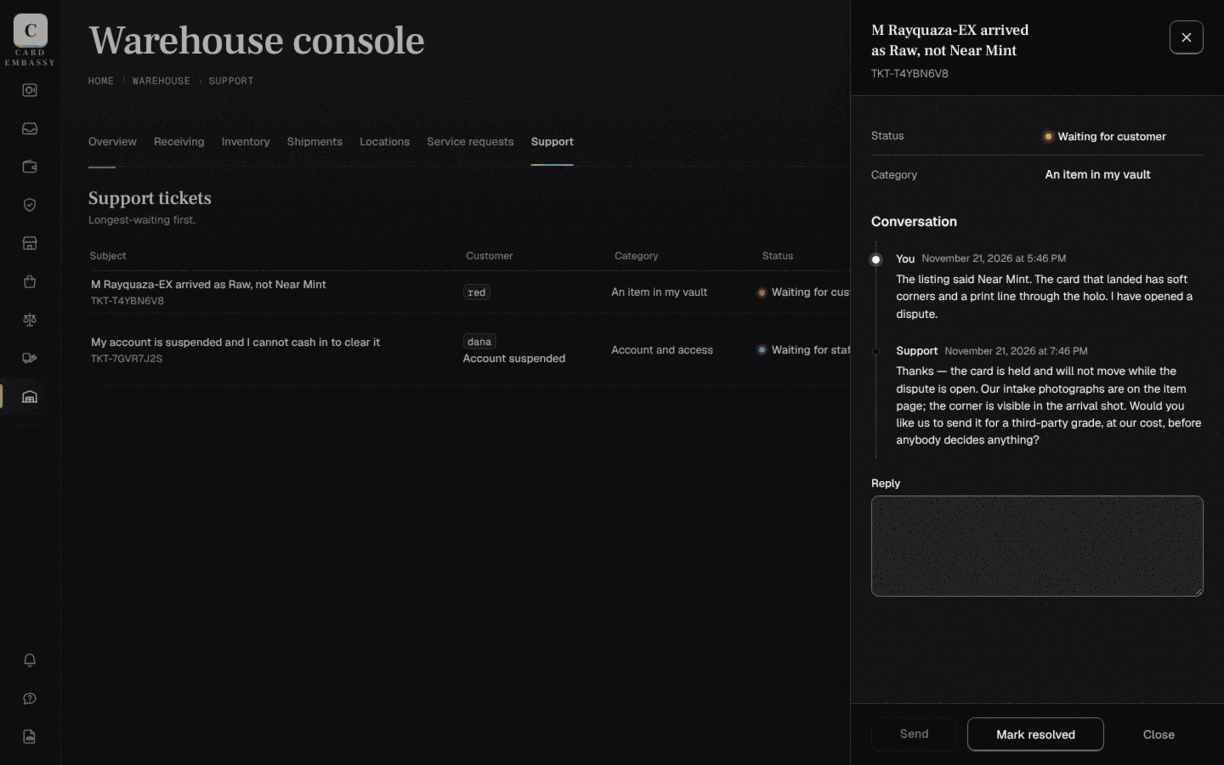 C
CARD
EMBASSY
Warehouse console
HOME › WAREHOUSE › SUPPORT
Overview Receiving Inventory Shipments Locations Service requests Support
Support tickets
Longest-waiting first.
Subject Customer Category Status
M Rayquaza-EX arrived as Raw, not Near Mint
TKT-T4YBN6V8
red
An item in my vault
Waiting for cus
My account is suspended and I cannot cash in to clear it
TKT-7GVR7J2S
dana
Account suspended
Account and access
Waiting for staf
M Rayquaza-EX arrived
as Raw, not Near Mint
TKT-T4YBN6V8
Status Waiting for customer
Category An item in my vault
Conversation
You November 21, 2026 at 5:46 PM
The listing said Near Mint. The card that landed has soft
corners and a print line through the holo. I have opened a
dispute.
Support November 21, 2026 at 7:46 PM
Thanks — the card is held and will not move while the
dispute is open. Our intake photographs are on the item
page; the corner is visible in the arrival shot. Would you
like us to send it for a third-party grade, at our cost, before
anybody decides anything?
Reply
Send Mark resolved Close